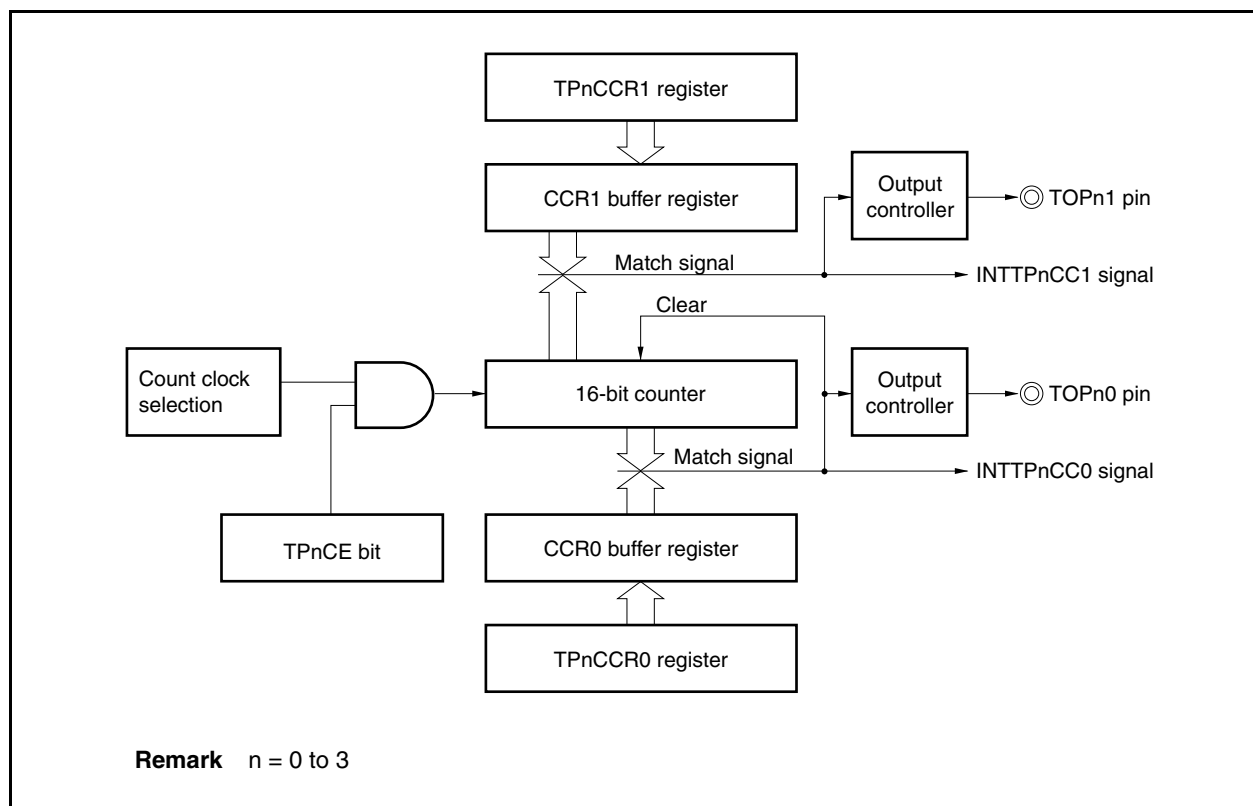 TPnCCR1 register
CCR1 buffer register
Output
controller
TOPn1 pin
Match signal
INTTPnCC1 signal
Clear
Count clock
selection
16-bit counter
Output
controller
TOPn0 pin
Match signal
INTTPnCC0 signal
TPnCE bit
CCR0 buffer register
TPnCCR0 register
Remark n = 0 to 3